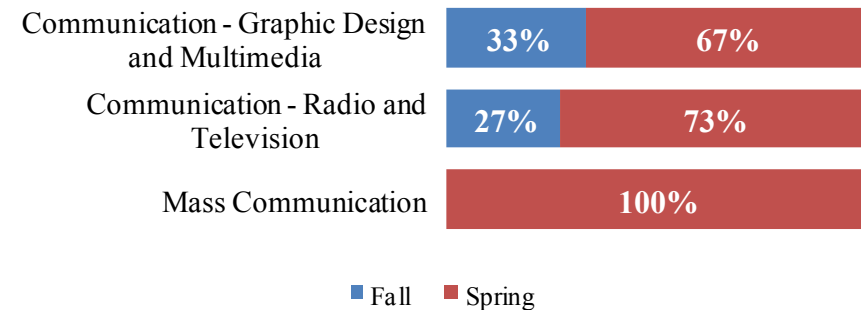 Communication - Graphic Design
and Multimedia
33% 67%
Communication - Radio and
Television
27% 73%
Mass Communication
100%
Fall Spring